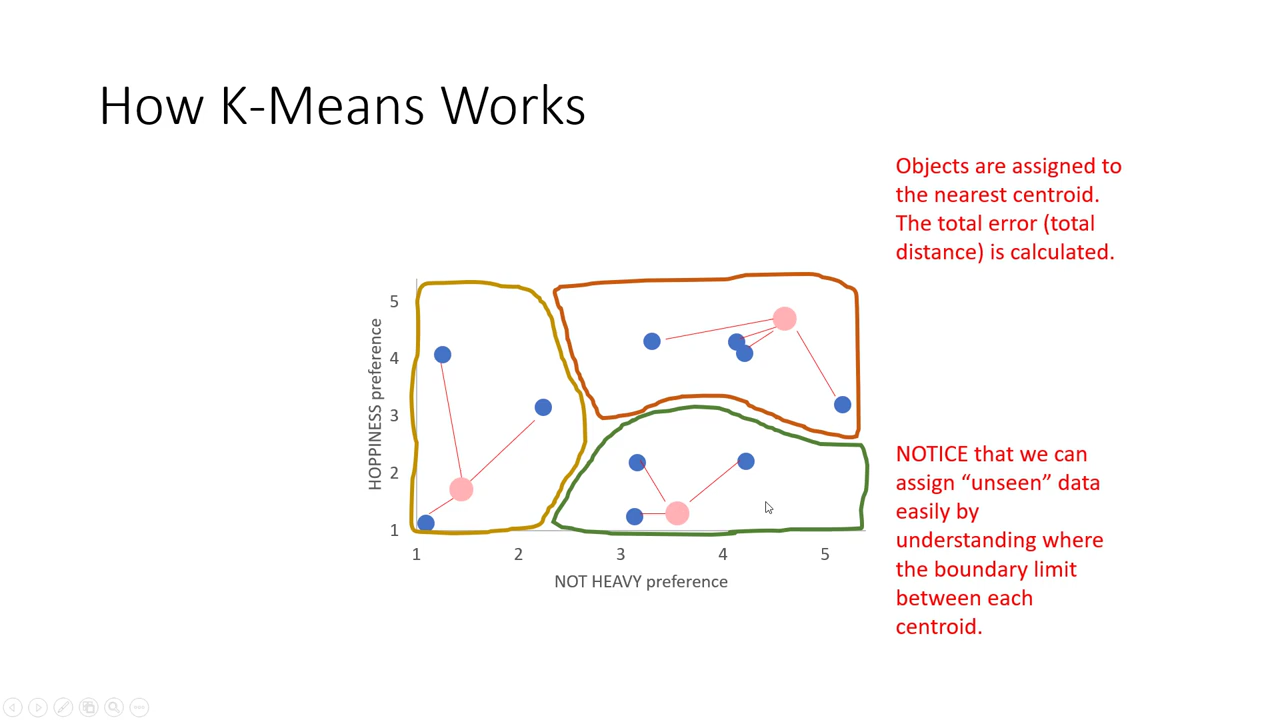 How K-Means Works
Objects are assigned to
the nearest centroid.
The total error (total
distance) is calculated.
5
4
3
2
1
HOPPINESS preference
1 2 3 4 5
NOT HEAVY preference
NOTICE that we can
assign “unseen” data
easily by
understanding where
the boundary limit
between each
centroid.